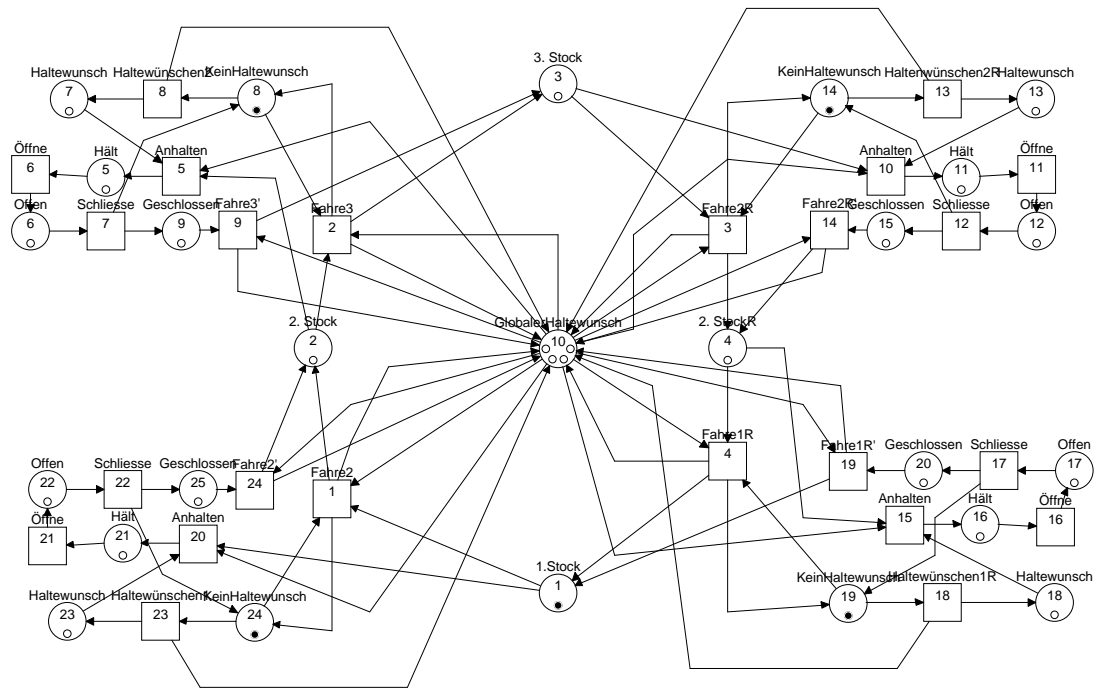 3. Stock
3
Haltewunsch
Haltewünschen2
KeinHaltewunsch
7
8
8
KeinHaltewunsch
Haltenwünschen2R
Haltewunsch
14
13
13
Öffne
Hält
Anhalten
6
5
5
Anhalten
Hält
Öffne
10
11
11
Offen
Schliesse
Geschlossen
Fahre3'
Fahre3
6
7
9
9
2
Fahre2R
Fahre2R'
Geschlossen
Schliesse
Offen
3
14
15
12
12
2. Stock
2
GlobalerHaltewunsch
10
2. StockR
4
Offen
Schliesse
Geschlossen
Fahre2'
Fahre2
22
22
25
24
1
Fahre1R
Fahre1R'
Geschlossen
Schliesse
Offen
4
19
20
17
17
Öffne
Hält
Anhalten
21
21
20
Anhalten
Hält
Öffne
15
16
16
1.Stock
1
Haltewunsch
KeinHaltewunsch
23
23
24
KeinHaltewunsch
Haltewünschen1R
Haltewunsch
19
18
18